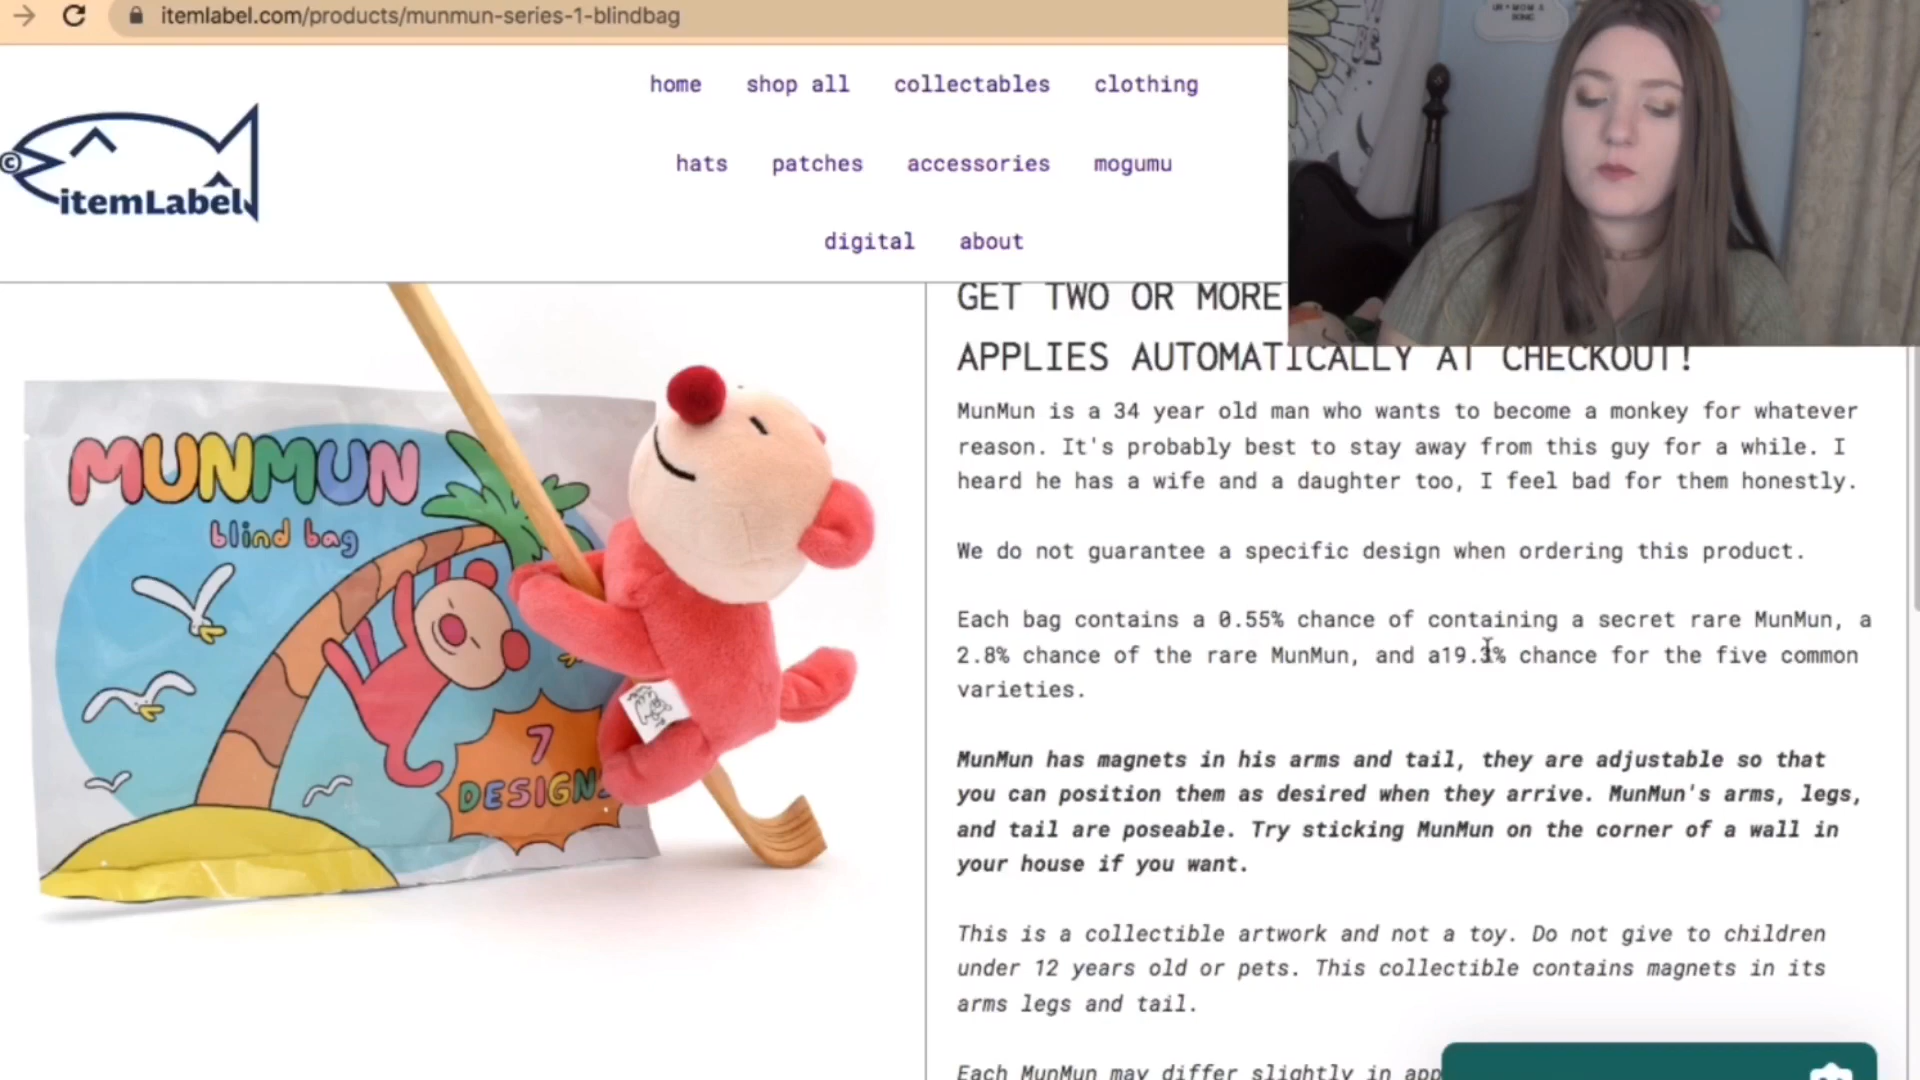 itemlabel.com/products/munmun-series-1-blindbag
home shop all collectables clothing
hats patches accessories mogumu
digital about
© itemLabel
MUNMUN
blind bag
7
DESIGNS
GET TWO OR MORE
APPLIES AUTOMATICALLY AT CHECKOUT!
MunMun is a 34 year old man who wants to become a monkey for whatever
reason. It's probably best to stay away from this guy for a while. I
heard he has a wife and a daughter too, I feel bad for them honestly.
We do not guarantee a specific design when ordering this product.
Each bag contains a 0.55% chance of containing a secret rare MunMun, a
2.8% chance of the rare MunMun, and a19.3% chance for the five common
varieties.
MunMun has magnets in his arms and tail, they are adjustable so that
you can position them as desired when they arrive. MunMun's arms, legs,
and tail are poseable. Try sticking MunMun on the corner of a wall in
your house if you want.
This is a collectible artwork and not a toy. Do not give to children
under 12 years old or pets. This collectible contains magnets in its
arms legs and tail.
Each MunMun may differ slightly in app